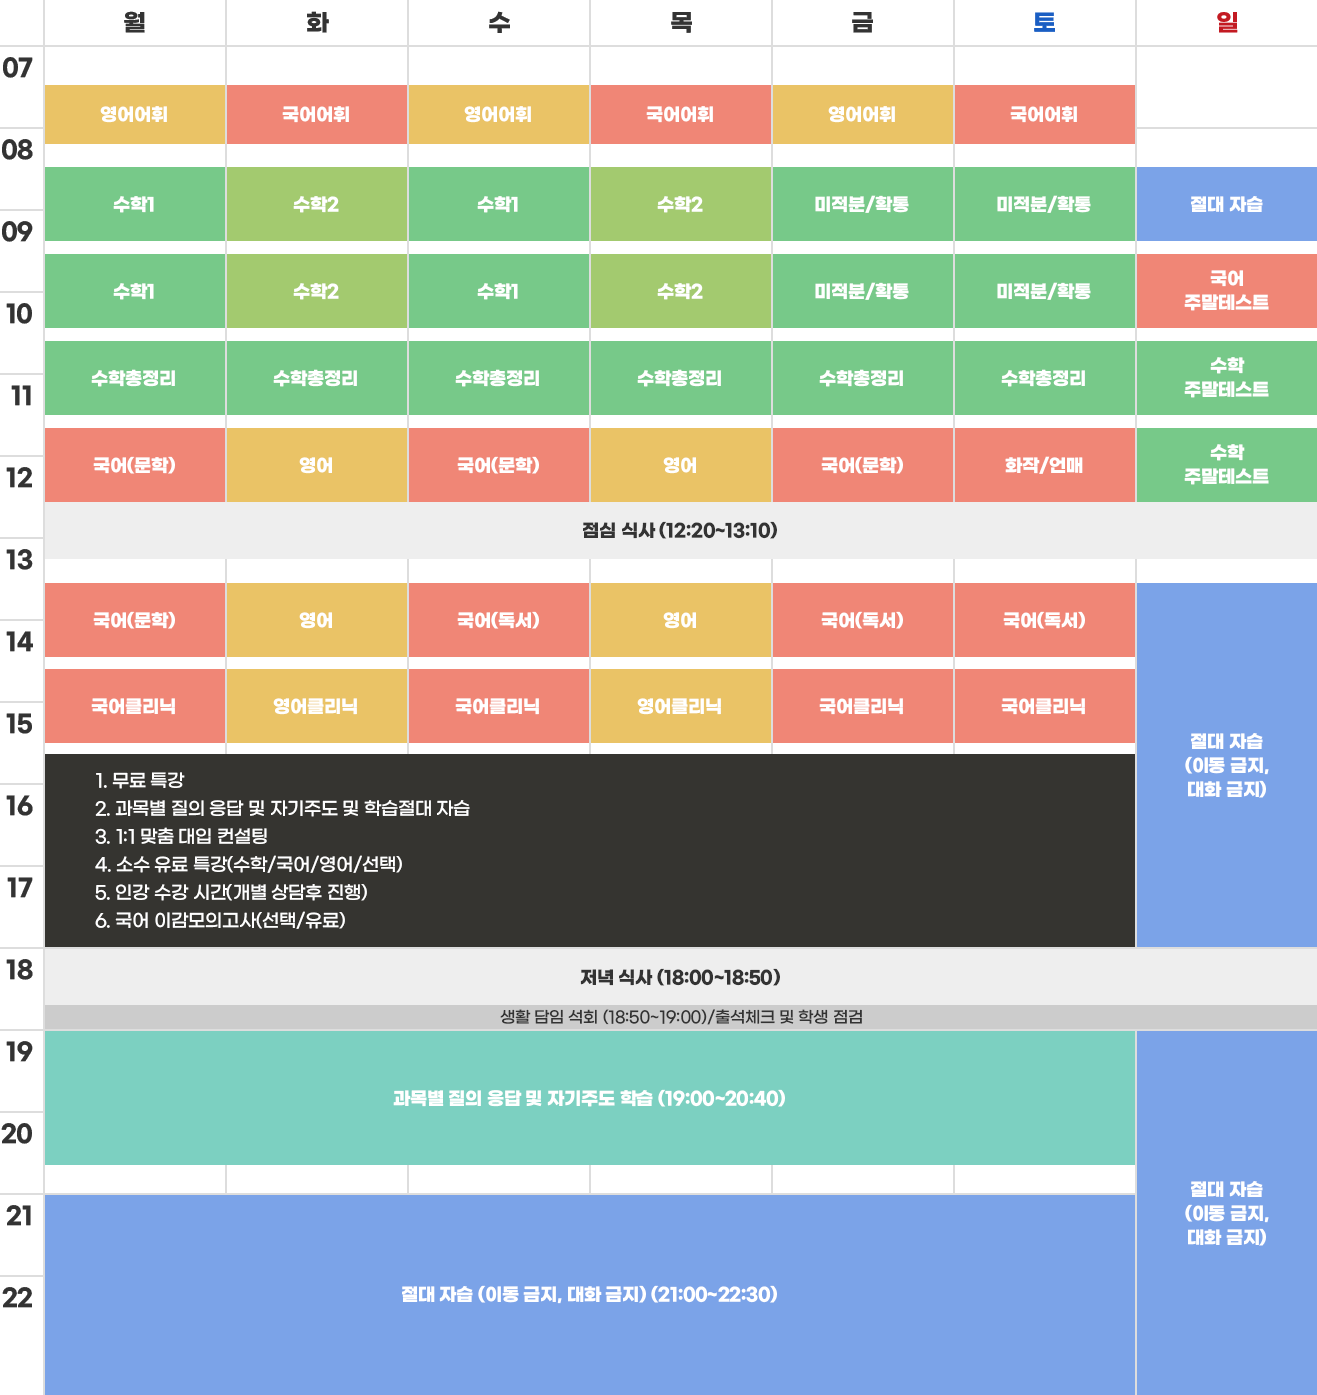 월 화 수 목 금 토 일
07
영어어휘 국어어휘 영어어휘 국어어휘 영어어휘 국어어휘
08
수학1 수학2 수학1 수학2 미적분/확통 미적분/확통 절대 자습
09
수학1 수학2 수학1 수학2 미적분/확통 미적분/확통 국어
주말테스트
10
수학총정리 수학총정리 수학총정리 수학총정리 수학총정리 수학총정리 수학
주말테스트
11
국어(문학) 영어 국어(문학) 영어 국어(문학) 화작/언매 수학
주말테스트
12
점심 식사 (12:20~13:10)
13
국어(문학) 영어 국어(독서) 영어 국어(독서) 국어(독서)
14
국어클리닉 영어클리닉 국어클리닉 영어클리닉 국어클리닉 국어클리닉
15
절대 자습
(이동 금지,
대화 금지)
1. 무료 특강
2. 과목별 질의 응답 및 자기주도 및 학습절대 자습
16
3. 1:1 맞춤 대입 컨설팅
4. 소수 유료 특강(수학/국어/영어/선택)
17
5. 인강 수강 시간(개별 상담후 진행)
6. 국어 이감모의고사(선택/유료)
18
저녁 식사 (18:00~18:50)
생활 담임 석회 (18:50~19:00)/출석체크 및 학생 점검
19
과목별 질의 응답 및 자기주도 학습 (19:00~20:40)
20
절대 자습
(이동 금지,
대화 금지)
21
절대 자습 (이동 금지, 대화 금지) (21:00~22:30)
22